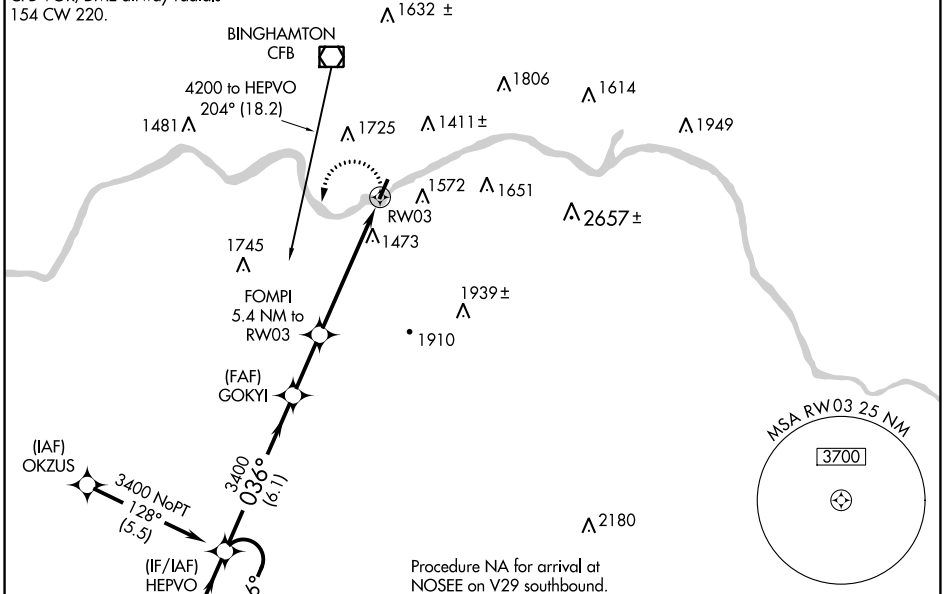 154 CW 220.
1632 ±
BINGHAMTON
CFB
1806
1614
4200 to HEPVO
204° (18.2)
1481
1725
1411±
1949
1572
1651
RW03
2657±
1473
1745
FOMPI
5.4 NM to
RW03
1939±
1910
(FAF)
GOKYI
MSA RW03 25 NM
3700
(IAF)
OKZUS
3400 NoPT
128°
(5.5)
3400
036°
(6.1)
2180
(IF/IAF)
HEPVO
6°
Procedure NA for arrival at
NOSEE on V29 southbound.